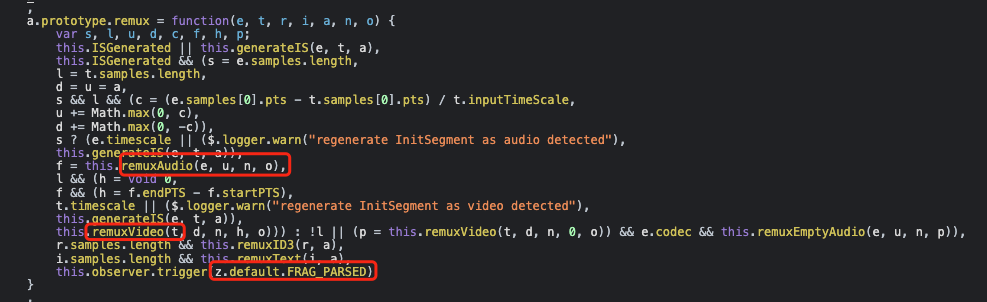 ,
a.prototype.remux = function(e, t, r, i, a, n, o) {
var s, l, u, d, c, f, h, p;
this.ISGenerated || this.generateIS(e, t, a),
this.ISGenerated && (s = e.samples.length,
l = t.samples.length,
d = u = a,
s && l && (c = (e.samples[0].pts - t.samples[0].pts) / t.inputTimeScale,
u += Math.max(0, c),
d += Math.max(0, -c)),
s ? (e.timescale || ($.logger.warn("regenerate InitSegment as audio detected"),
this.generateIS(e, t, a)),
f = this.remuxAudio(e, u, n, o),
l && (h = void 0,
f && (h = f.endPTS - f.startPTS),
t.timescale || ($.logger.warn("regenerate InitSegment as video detected"),
this.generateIS(e, t, a)),
this.remuxVideo(t, d, n, h, o))) : !l || (p = this.remuxVideo(t, d, n, 0, o)) && e.codec && this.remuxEmptyAudio(e, u, n, p)),
r.samples.length && this.remuxID3(r, a),
i.samples.length && this.remuxText(i, a),
this.observer.trigger(z.default.FRAG_PARSED)
}